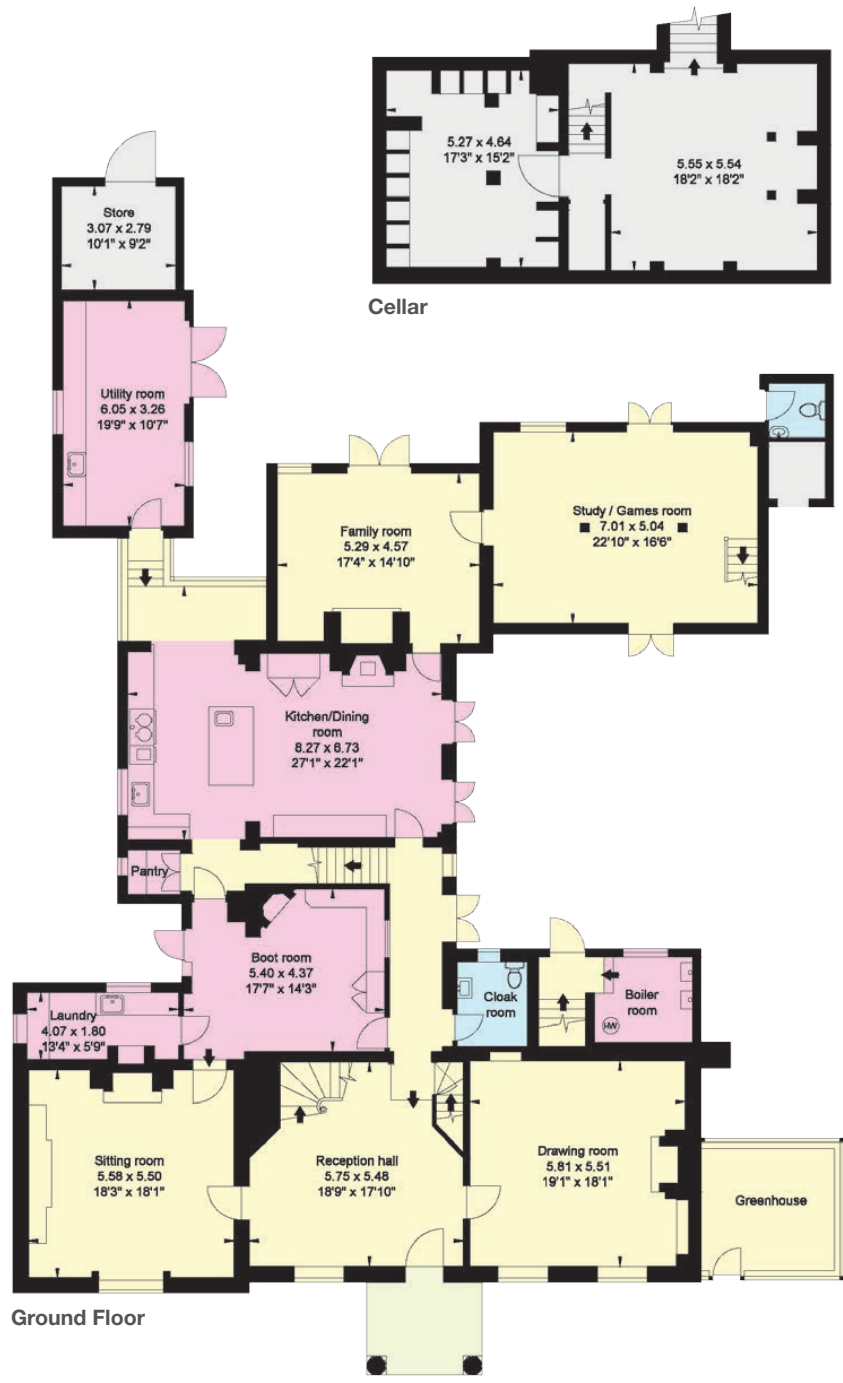 5.27 x 4.64
17'3" x 15'2"
5.55 x 5.54
18'2" x 18'2"
Cellar
Store
3.07 x 2.79
10'1" x 9'2"
Utility room
6.05 x 3.26
19'9" x 10'7"
Family room
5.29 x 4.57
17'4" x 14'10"
Study / Games room
7.01 x 5.04
22'10" x 16'6"
Kitchen/Dining
room
8.27 x 6.73
27'1" x 22'1"
Pantry
Boot room
5.40 x 4.37
17'7" x 14'3"
Cloak
room
Boiler
room
HW
Laundry
4.07 x 1.80
13'4" x 5'9"
Sitting room
5.58 x 5.50
18'3" x 18'1"
Reception hall
5.75 x 5.48
18'9" x 17'10"
Drawing room
5.81 x 5.51
19'1" x 18'1"
Greenhouse
Ground Floor